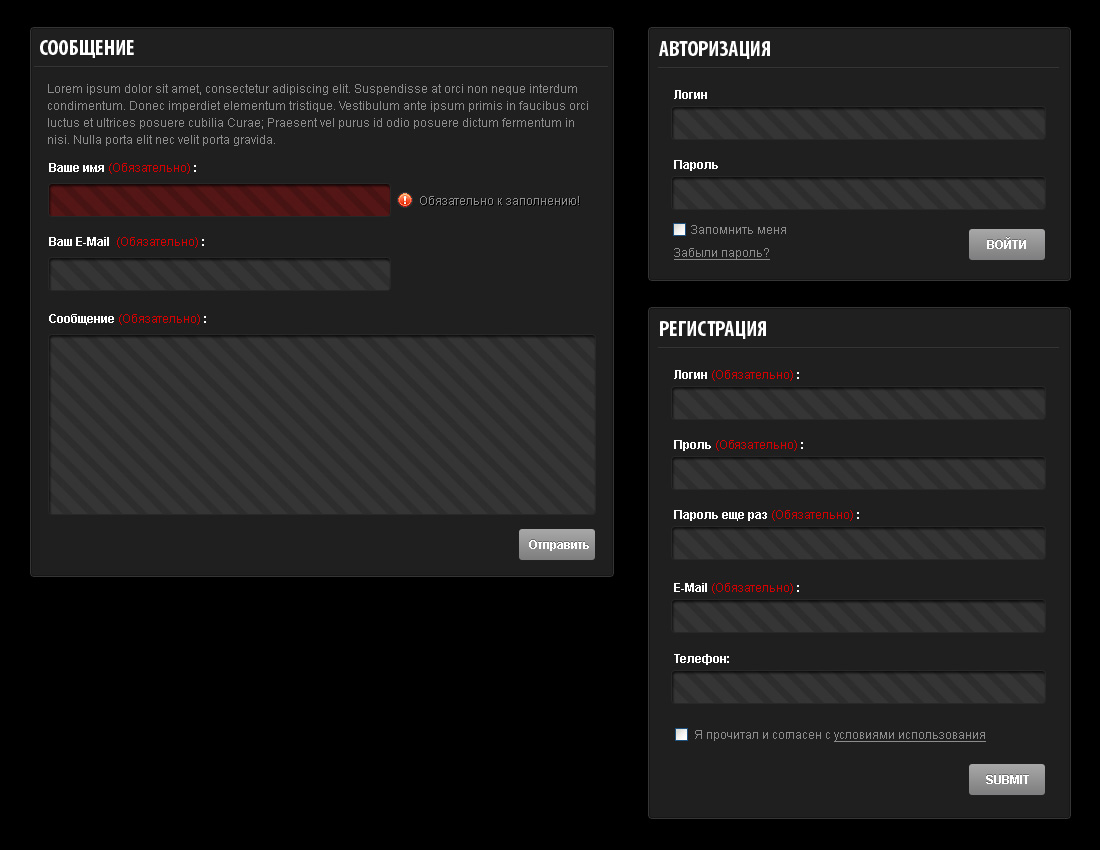 СООБЩЕНИЕ
Lorem ipsum dolor sit amet, consectetur adipiscing elit. Suspendisse at orci non neque interdum
condimentum. Donec imperdiet elementum tristique. Vestibulum ante ipsum primis in faucibus orci
luctus et ultrices posuere cubilia Curae; Praesent vel purus id odio posuere dictum fermentum in
nisi. Nulla porta elit nec velit porta gravida.
Ваше имя (Обязательно) :
Обязательно к заполнению!
Ваш E-Mail (Обязательно) :
Сообщение (Обязательно) :
Отправить
АВТОРИЗАЦИЯ
Логин
Пароль
Запомнить меня
Забыли пароль?
ВОЙТИ
РЕГИСТРАЦИЯ
Логин (Обязательно) :
Проль (Обязательно) :
Пароль еще раз (Обязательно) :
E-Mail (Обязательно) :
Телефон:
Я прочитал и согласен с условиями использования
SUBMIT